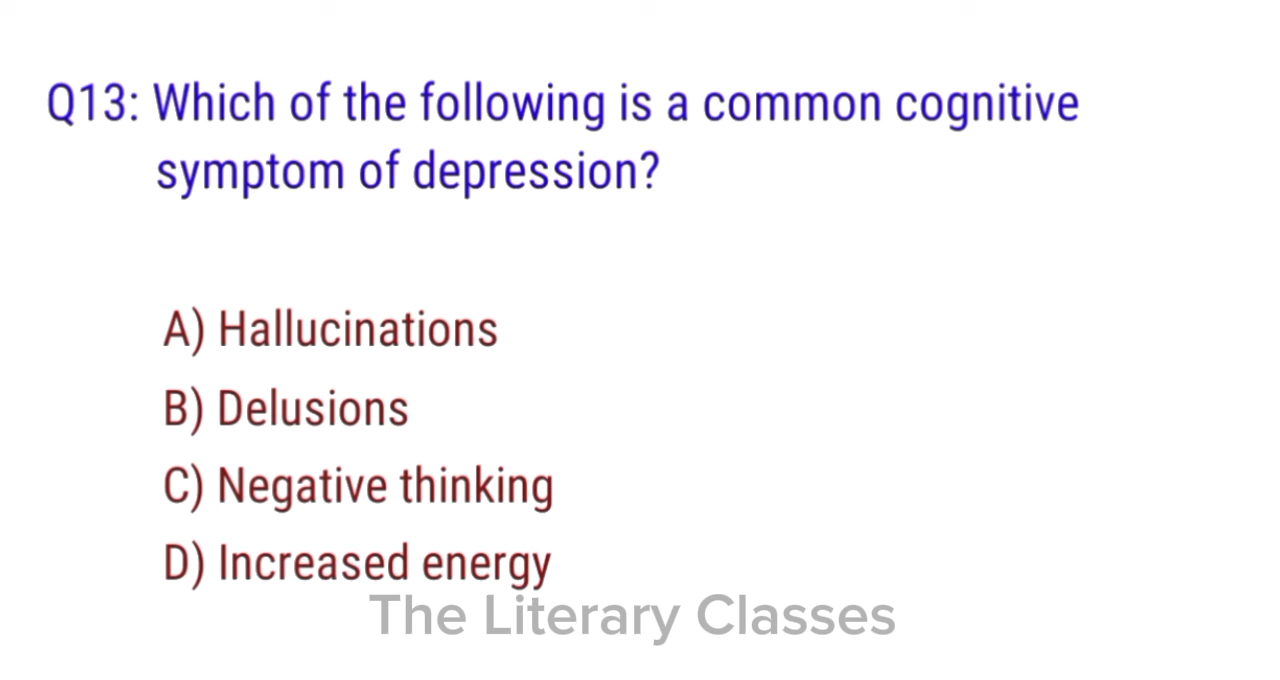 Q13: Which of the following is a common cognitive
symptom of depression?
A) Hallucinations
B) Delusions
C) Negative thinking
D) Increased energy
The Literary Classes